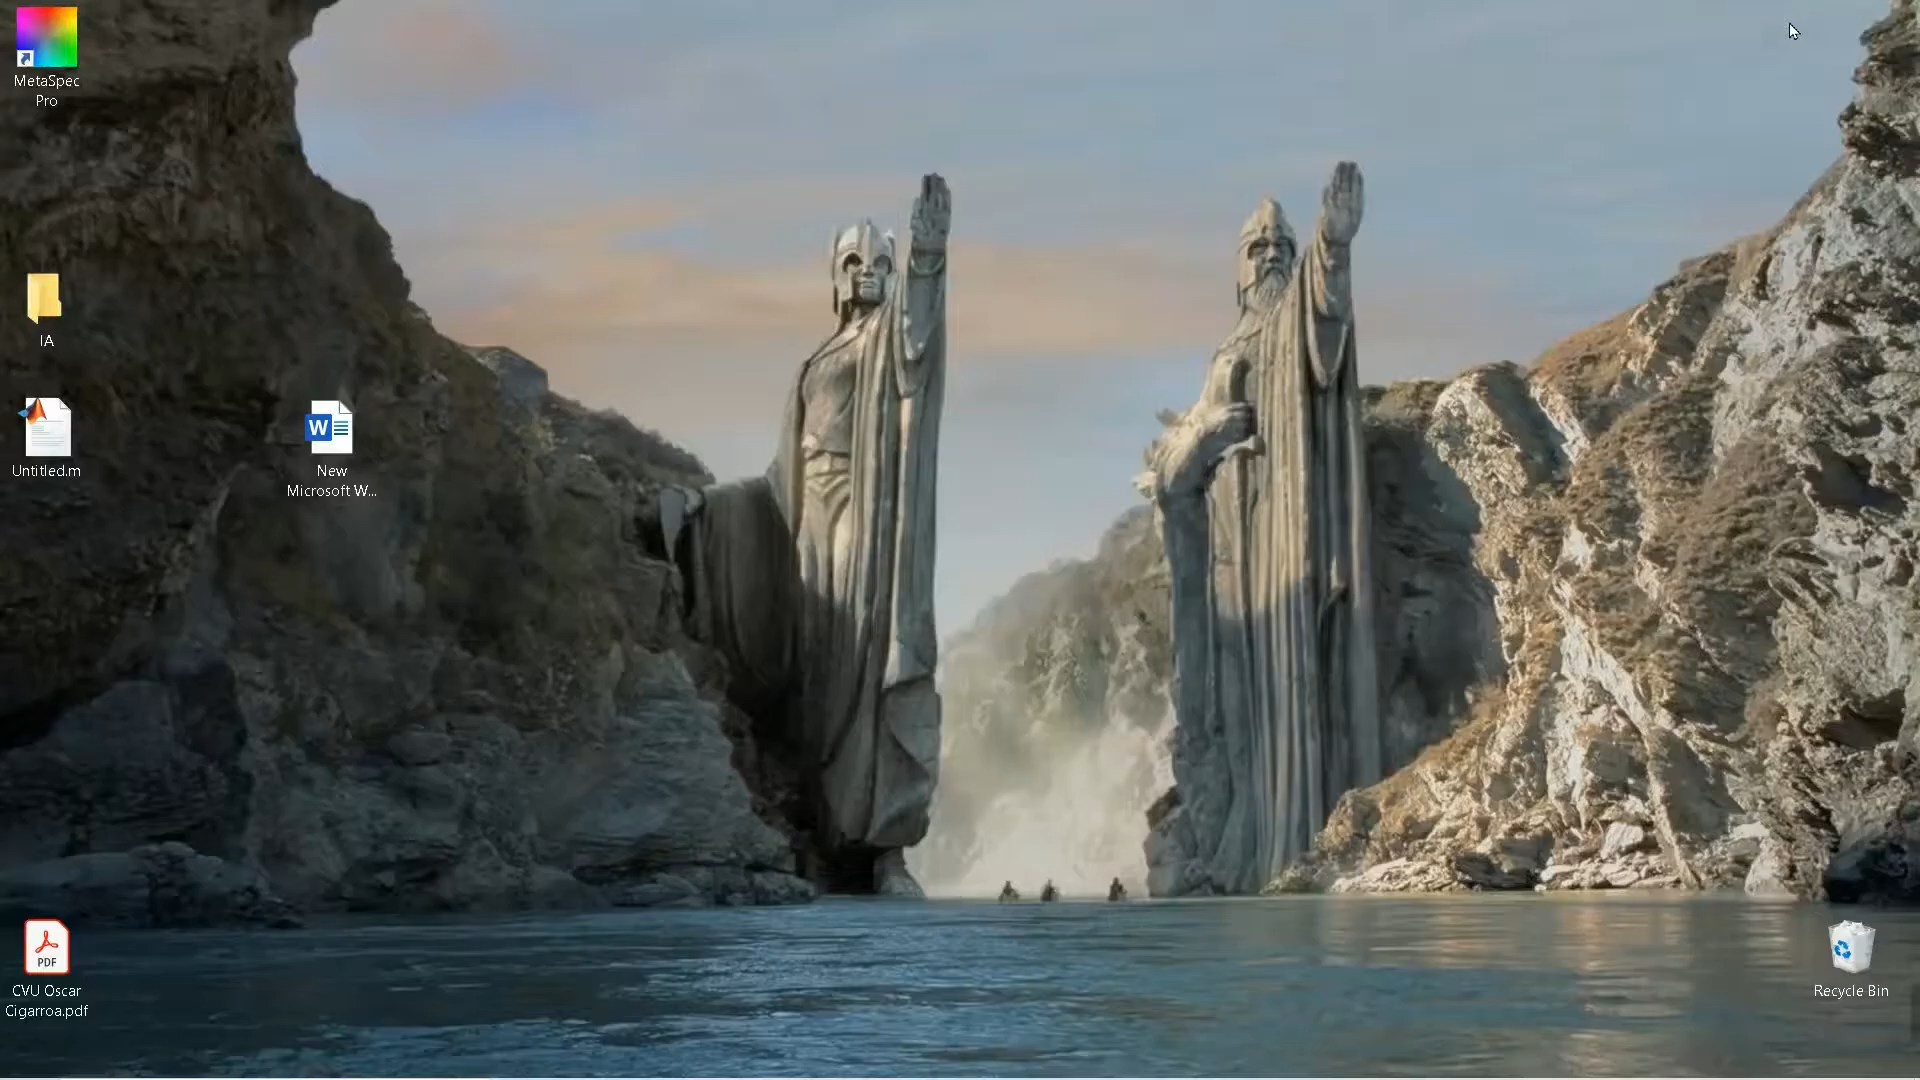 MetaSpec
Pro
IA
Untitled.m
W
New
Microsoft W...
PDF
CVU Oscar
Cigarroa.pdf
Recycle Bin